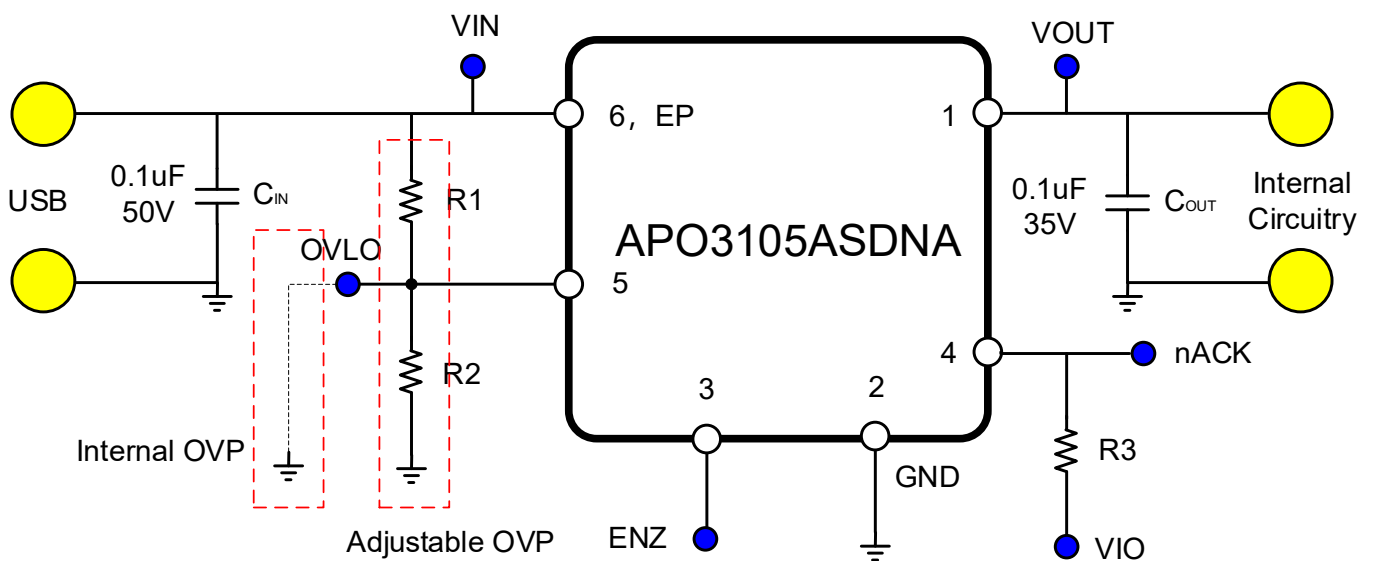 VIN
VOUT
6, EP
1
0.1uF
50V
CIN
R1
USB
OVLO
APO3105ASDNA
5
0.1uF
35V
COUT
Internal
Circuitry
R2
4
nACK
3
2
Internal OVP
GND
R3
Adjustable OVP
ENZ
VIO